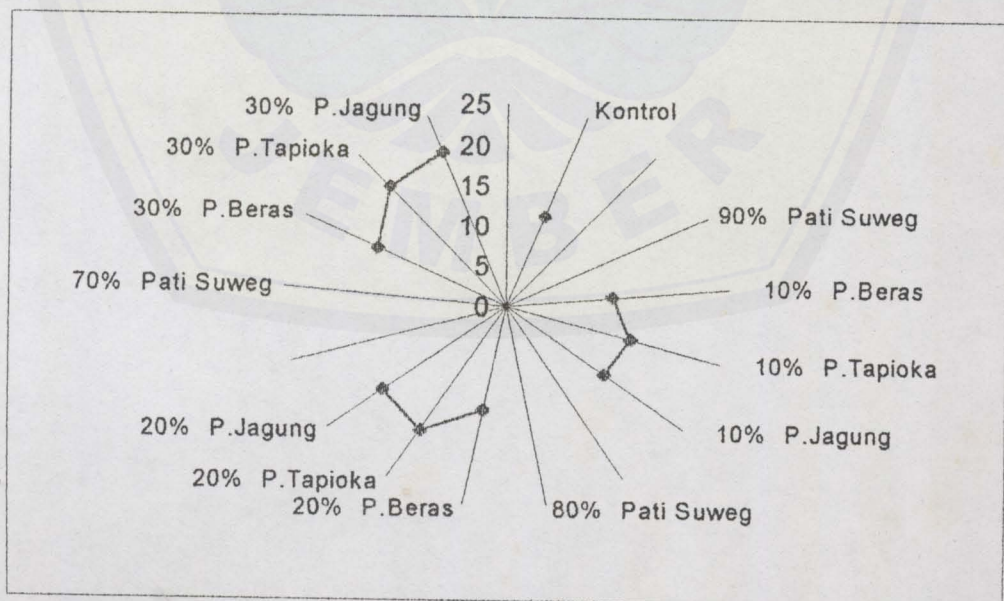 30% P.Jagung
25
Kontrol
30% P.Tapioka
20
30% P.Beras
15
90% Pati Suweg
10
70% Pati Suweg
5
10% P.Beras
0
10% P.Tapioka
20% P.Jagung
10% P.Jagung
20% P.Tapioka
20% P.Beras
80% Pati Suweg
JEMBER